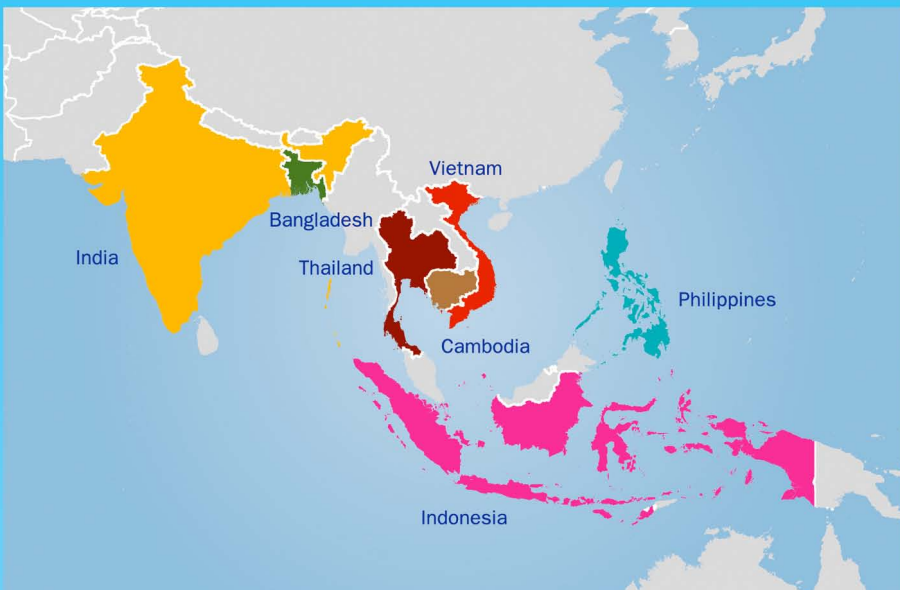 Vietnam
Bangladesh
India
Thailand
Philippines
Cambodia
Indonesia